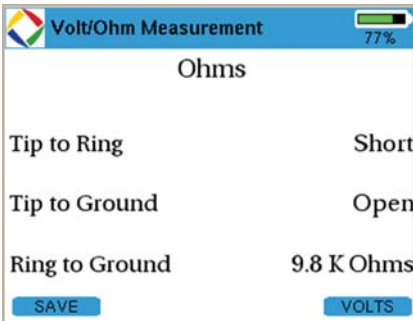 Volt/Ohm Measurement
77%
Ohms
Tip to Ring Short
Tip to Ground Open
Ring to Ground 9.8 K Ohms
SAVE VOLTS